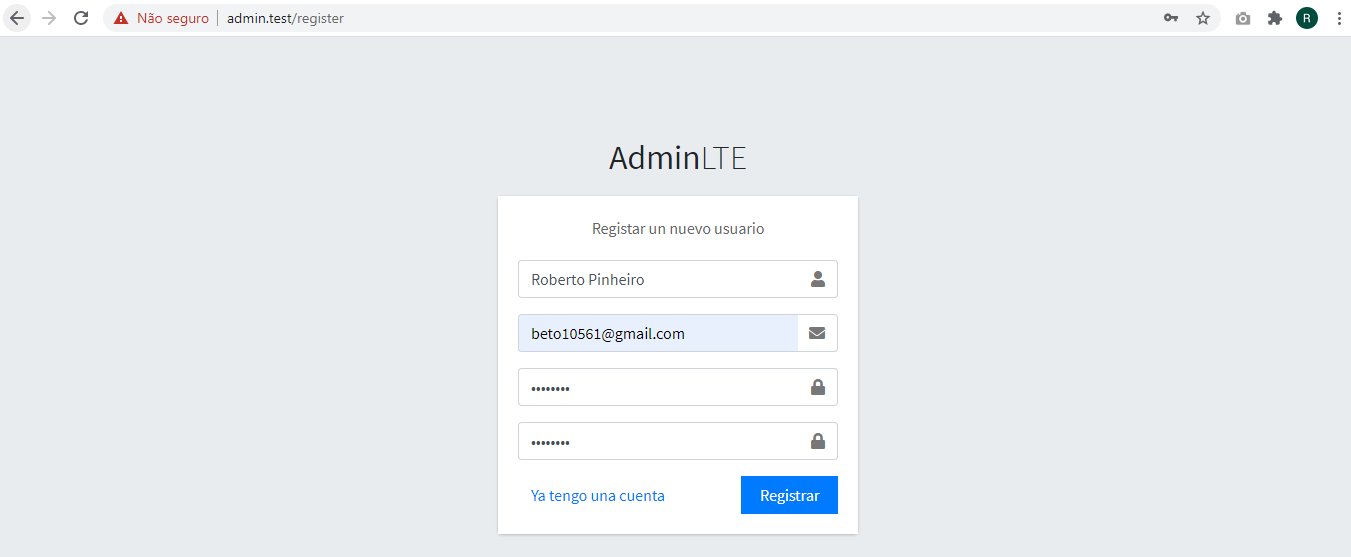 Não seguro | admin.test/register
R
AdminLTE
Registar un nuevo usuario
Roberto Pinheiro
beto10561@gmail.com
••••••••
••••••••
Ya tengo una cuenta
Registrar